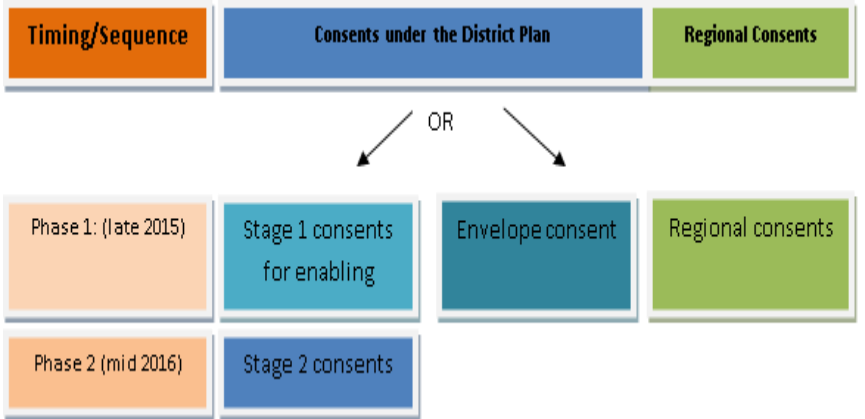 Timing/Sequence
Consents under the District Plan
Regional Consents
OR
Phase 1: (late 2015)
Stage 1 consents
for enabling
Envelope consent
Regional consents
Phase 2 (mid 2016)
Stage 2 consents